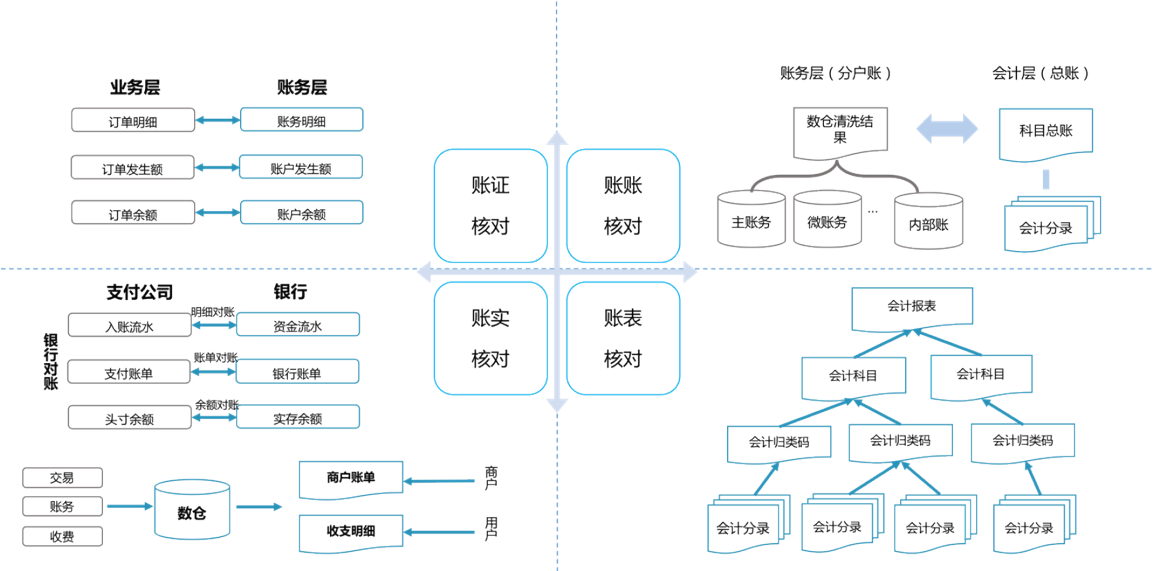 业务层
账务层
订单明细
账务明细
订单发生额
账户发生额
订单余额
账户余额
账务层（分户账）
会计层（总账）
数仓清洗结
果
科目总账
主账务
微账务
...
内部账
会计分录
账证
核对
账账
核对
账实
核对
账表
核对
支付公司
银行
银行对账
明细对账
入账流水
资金流水
账单对账
支付账单
银行账单
余额对账
头寸余额
实存余额
交易
账务
收费
数仓
商户账单
商户
收支明细
用户
会计报表
会计科目
会计科目
会计归类码
会计归类码
会计归类码
会计分录
会计分录
会计分录
会计分录